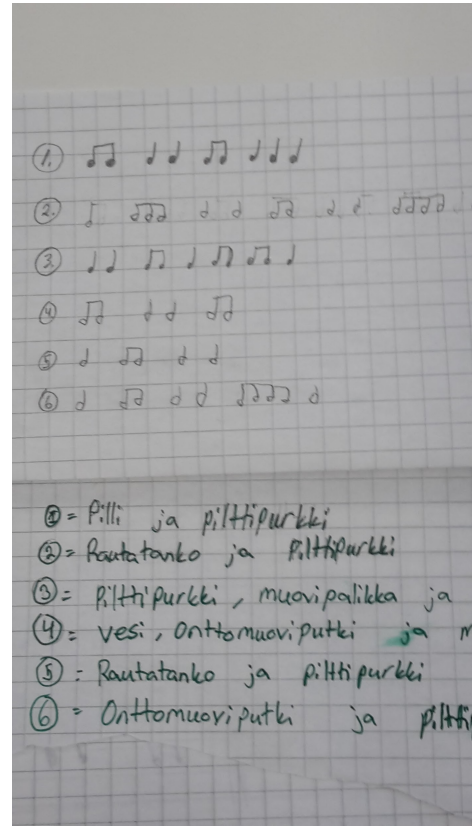 1. ♫ ♩ ♩ ♫ ♩ ♩ ♩
2. ♩ ♫♪ ♩ ♩ ♫ ♩ ♩ ♫♫
3. ♩ ♩ ♫ ♩ ♫ ♫ ♩
4 ♫ ♩ ♩ ♫
5 ♩ ♫ ♩ ♩
6 ♩ ♫ ♩ ♩ ♫♫ ♩
1 = Pilli ja pilttipurkki
2 = Rautatanko ja Pilttipurkki
3 = Pilttipurkki, muovipalikka ja
4 = vesi, Onttomuoviputki ja m
5 = Rautatanko ja pilttipurkki
6 = Onttomuoviputki ja piltti